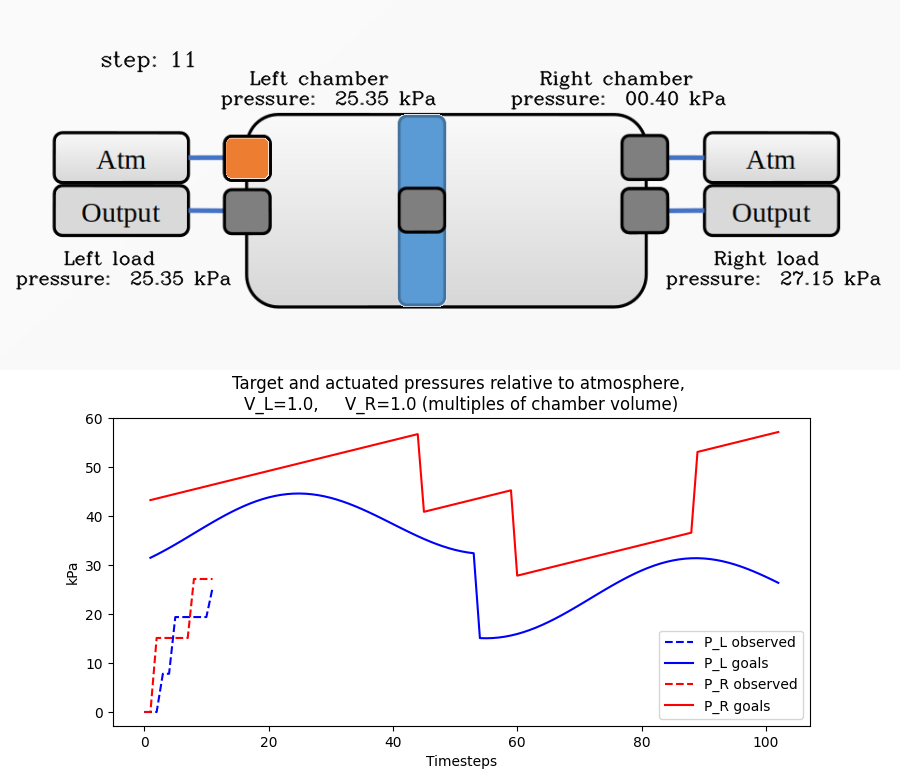 step: 11
Left chamber
pressure: 25.35 kPa
Right chamber
pressure: 00.40 kPa
Atm
Output
Atm
Output
Left load
pressure: 25.35 kPa
Right load
pressure: 27.15 kPa
Target and actuated pressures relative to atmosphere,
V_L=1.0, V_R=1.0 (multiples of chamber volume)
60
50
40
30
20
10
0
kPa
0 20 40 60 80 100
Timesteps
P_L observed
P_L goals
P_R observed
P_R goals